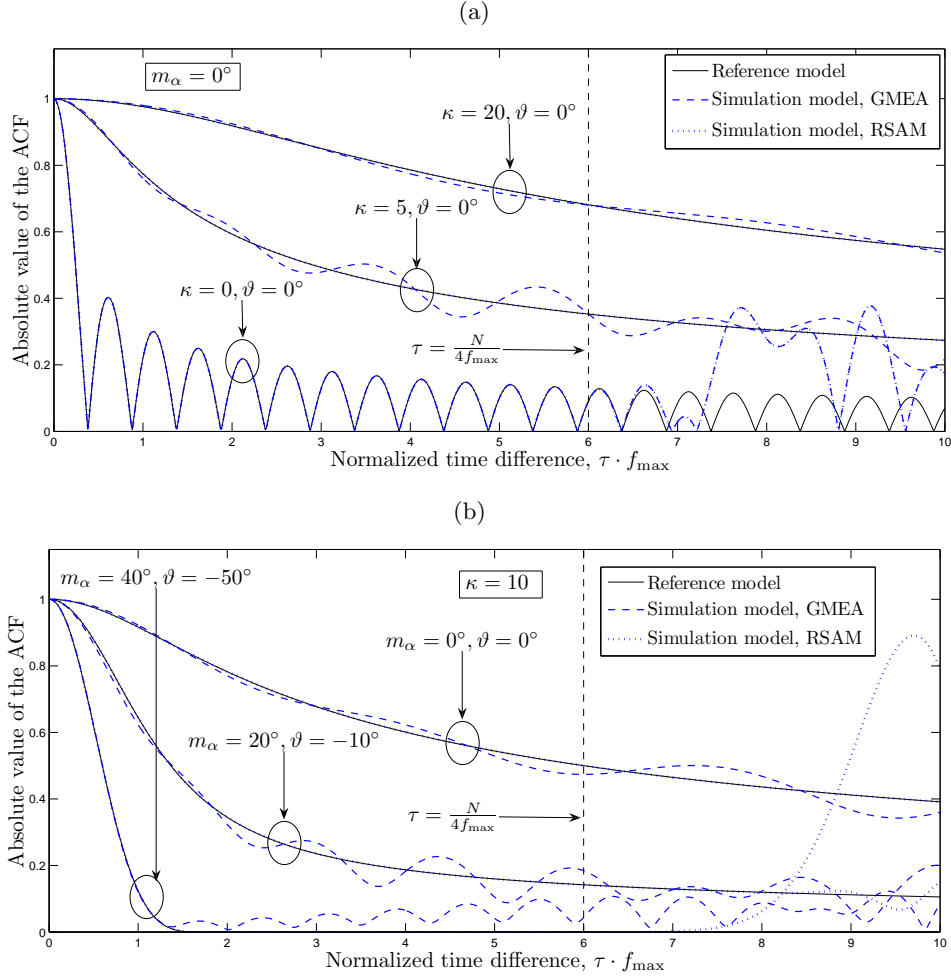 (a)
m_α = 0°
Reference model
Simulation model, GMEA
Simulation model, RSAM
κ = 20, ϑ = 0°
κ = 5, ϑ = 0°
κ = 0, ϑ = 0°
τ = N/4f_max
Absolute value of the ACF
1
0.8
0.6
0.4
0.2
0
0 1 2 3 4 5 6 7 8 9 10
Normalized time difference, τ · f_max
(b)
m_α = 40°, ϑ = −50°
κ = 10
Reference model
Simulation model, GMEA
Simulation model, RSAM
m_α = 0°, ϑ = 0°
m_α = 20°, ϑ = −10°
τ = N/4f_max
Absolute value of the ACF
1
0.8
0.6
0.4
0.2
0
0 1 2 3 4 5 6 7 8 9 10
Normalized time difference, τ · f_max